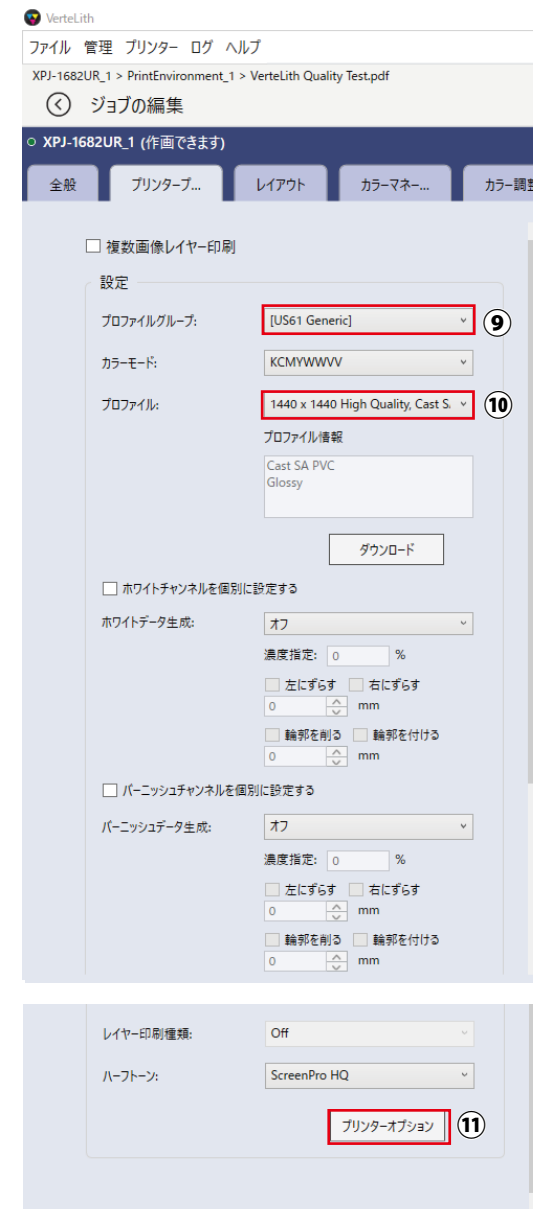 VerteLith
ファイル 管理 プリンター ログ ヘルプ
XPJ-1682UR_1 > PrintEnvironment_1 > VerteLith Quality Test.pdf
ジョブの編集
XPJ-1682UR_1 (作画できます)
全般 プリンタープ... レイアウト カラーマネー... カラー調整
複数画像レイヤー印刷
設定
プロファイルグループ: [US61 Generic] ⑨
カラーモード: KCMYWWVV
プロファイル: 1440 x 1440 High Quality, Cast S. ⑩
プロファイル情報
Cast SA PVC
Glossy
ダウンロード
ホワイトチャンネルを個別に設定する
ホワイトデータ生成: オフ
濃度指定: 0 %
左にずらす 右にずらす
0 mm
輪郭を削る 輪郭を付ける
0 mm
バーニッシュチャンネルを個別に設定する
バーニッシュデータ生成: オフ
濃度指定: 0 %
左にずらす 右にずらす
0 mm
輪郭を削る 輪郭を付ける
0 mm
レイヤー印刷種類: Off
ハーフトーン: ScreenPro HQ
プリンターオプション ⑪